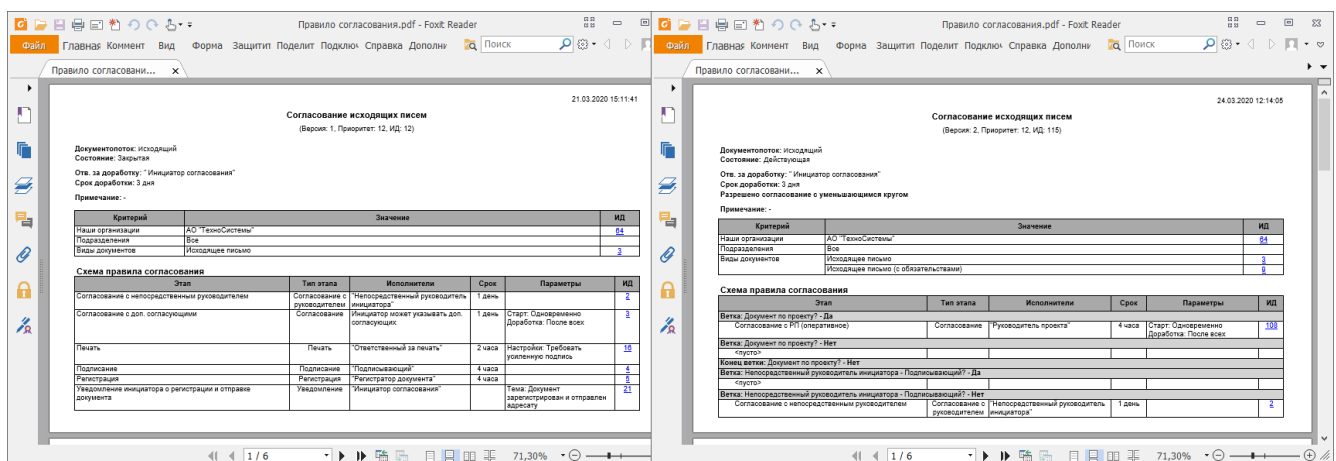 Правило согласования.pdf - Foxit Reader
Файл Главная Коммент Вид Форма Защитит Поделит Подключ Справка Дополни Поиск
Правило согласовани... x
21.03.2020 15:11:41
Согласование исходящих писем
(Версия: 1, Приоритет: 12, ИД: 12)
Документопоток: Исходящий
Состояние: Закрытая
Отв. за доработку: "Инициатор согласования"
Срок доработки: 3 дня
Примечание: -
Критерий Значение ИД
Наши организации АО "ТехноСистемы" 64
Подразделения Все
Виды документов Исходящее письмо 3
Схема правила согласования
Этап Тип этапа Исполнители Срок Параметры ИД
Согласование с непосредственным руководителем Согласование с "Непосредственный руководитель 1 день 2
руководителем инициатора"
Согласование с доп. согласующими Согласование Инициатор может указывать доп. 1 день Старт: Одновременно 3
согласующих Доработка: После всех
Печать Печать "Ответственный за печать" 2 часа Настройки: Требовать 16
усиленную подпись
Подписание Подписание "Подписывающий" 4 часа 4
Регистрация Регистрация "Регистратор документа" 4 часа 5
Уведомление инициатора о регистрации и отправке Уведомление "Инициатор согласования" Тема: Документ 21
документа зарегистрирован и отправлен
адресату
1 / 6 71,30%
Правило согласования.pdf - Foxit Reader
Файл Главная Коммент Вид Форма Защитит Поделит Подключ Справка Дополни Поиск
Правило согласовани... x
24.03.2020 12:14:05
Согласование исходящих писем
(Версия: 2, Приоритет: 12, ИД: 115)
Документопоток: Исходящий
Состояние: Действующая
Отв. за доработку: "Инициатор согласования"
Срок доработки: 3 дня
Разрешено согласование с уменьшающимся кругом
Примечание: -
Критерий Значение ИД
Наши организации АО "ТехноСистемы" 64
Подразделения Все
Виды документов Исходящее письмо 3
Исходящее письмо (с обязательствами) 9
Схема правила согласования
Этап Тип этапа Исполнители Срок Параметры ИД
Ветка: Документ по проекту? - Да
Согласование с РП (оперативное) Согласование "Руководитель проекта" 4 часа Старт: Одновременно 108
Доработка: После всех
Ветка: Документ по проекту? - Нет
<пусто>
Конец ветки: Документ по проекту? - Нет
Ветка: Непосредственный руководитель инициатора - Подписывающий? - Да
<пусто>
Ветка: Непосредственный руководитель инициатора - Подписывающий? - Нет
Согласование с непосредственным руководителем Согласование с "Непосредственный руководитель 1 день 2
руководителем инициатора"
1 / 6 71,30%